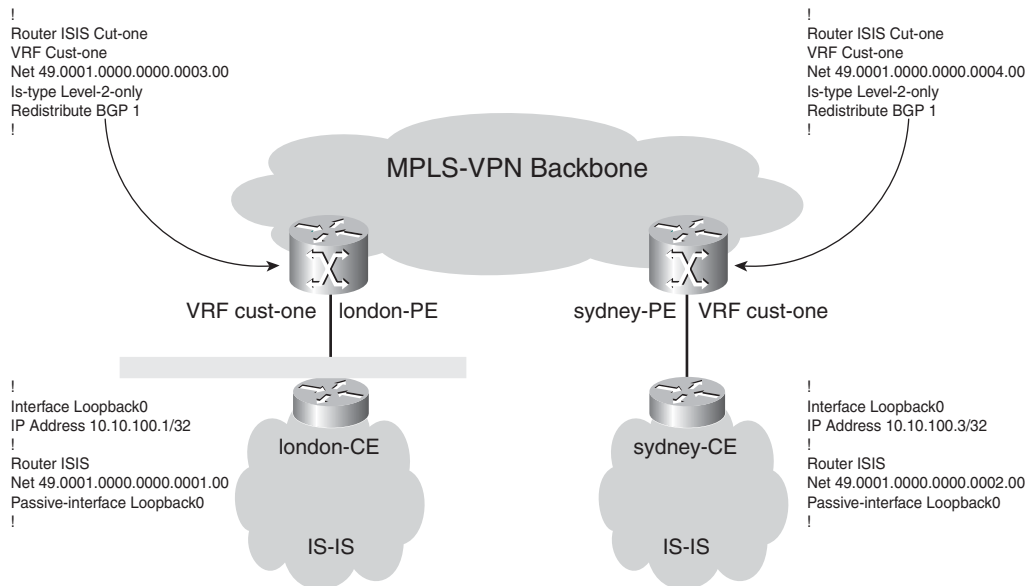 !
Router ISIS Cut-one
VRF Cust-one
Net 49.0001.0000.0000.0003.00
Is-type Level-2-only
Redistribute BGP 1
!
!
Router ISIS Cut-one
VRF Cust-one
Net 49.0001.0000.0000.0004.00
Is-type Level-2-only
Redistribute BGP 1
!
MPLS-VPN Backbone
VRF cust-one
london-PE
sydney-PE
VRF cust-one
!
Interface Loopback0
IP Address 10.10.100.1/32
!
Router ISIS
Net 49.0001.0000.0000.0001.00
Passive-interface Loopback0
!
london-CE
IS-IS
sydney-CE
IS-IS
!
Interface Loopback0
IP Address 10.10.100.3/32
!
Router ISIS
Net 49.0001.0000.0000.0002.00
Passive-interface Loopback0
!